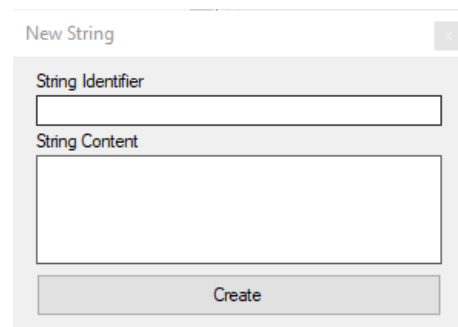 New String
x
String Identifier
String Content
Create